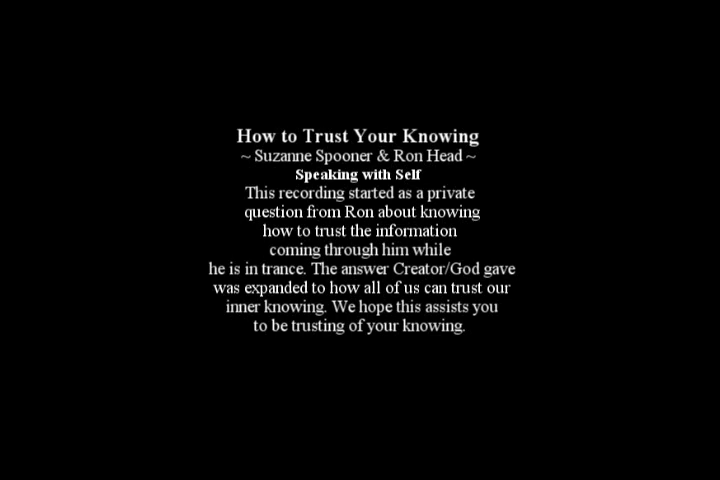 How to Trust Your Knowing
~ Suzanne Spooner & Ron Head ~
Speaking with Self
This recording started as a private
question from Ron about knowing
how to trust the information
coming through him while
he is in trance. The answer Creator/God gave
was expanded to how all of us can trust our
inner knowing. We hope this assists you
to be trusting of your knowing.